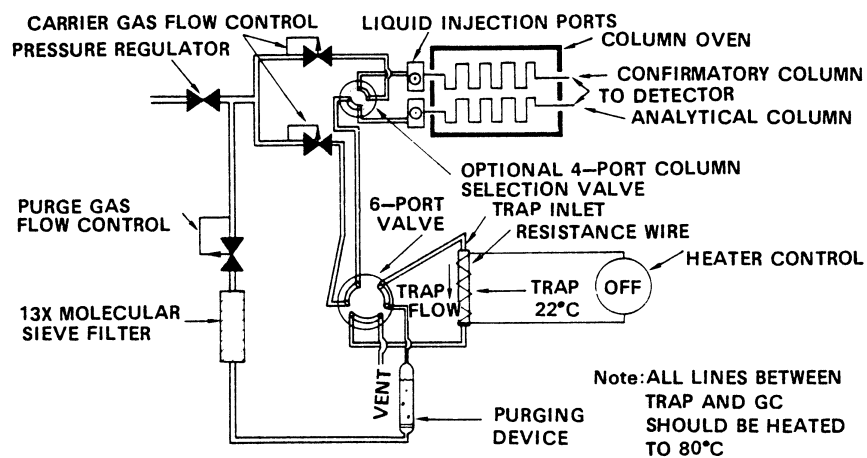 CARRIER GAS FLOW CONTROL
PRESSURE REGULATOR
LIQUID INJECTION PORTS
COLUMN OVEN
CONFIRMATORY COLUMN
TO DETECTOR
ANALYTICAL COLUMN
OPTIONAL 4-PORT COLUMN
SELECTION VALVE
PURGE GAS
FLOW CONTROL
6-PORT
VALVE
TRAP INLET
RESISTANCE WIRE
HEATER CONTROL
OFF
TRAP
FLOW
TRAP
22°C
13X MOLECULAR
SIEVE FILTER
VENT
PURGING
DEVICE
Note: ALL LINES BETWEEN
TRAP AND GC
SHOULD BE HEATED
TO 80°C